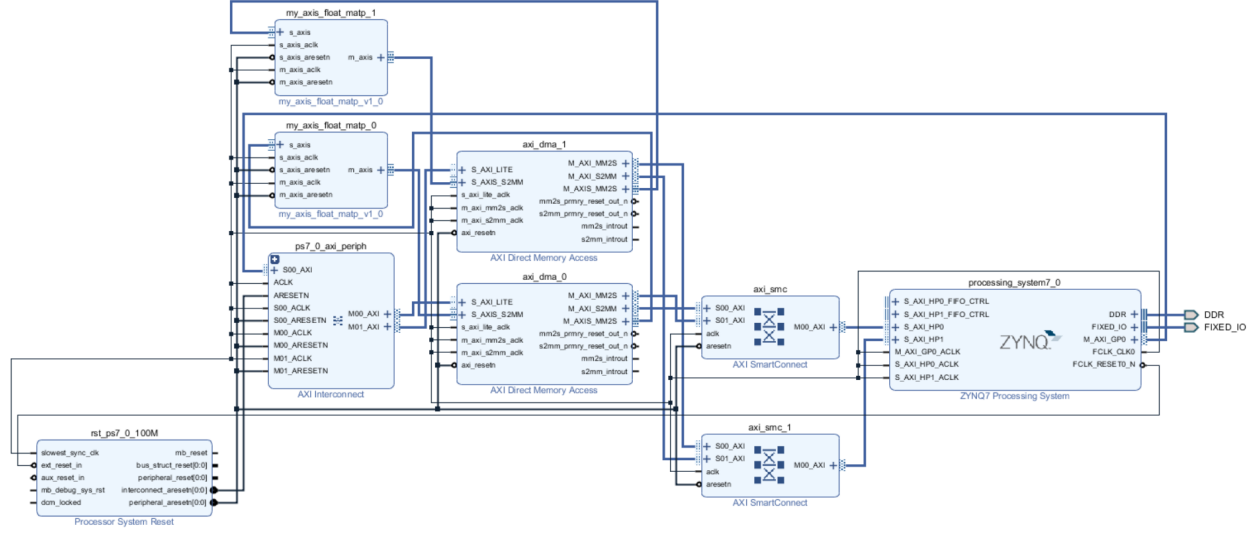 my_axis_float_matp_1
s_axis
s_axis_aclk
s_axis_aresetn
m_axis_aclk
m_axis_aresetn
m_axis
my_axis_float_matp_v1_0
my_axis_float_matp_0
s_axis
s_axis_aclk
s_axis_aresetn
m_axis_aclk
m_axis_aresetn
m_axis
my_axis_float_matp_v1_0
axi_dma_1
S_AXI_LITE
S_AXIS_S2MM
s_axi_lite_aclk
m_axi_mm2s_aclk
m_axi_s2mm_aclk
axi_resetn
M_AXI_MM2S
M_AXI_S2MM
M_AXIS_MM2S
mm2s_prmry_reset_out_n
s2mm_prmry_reset_out_n
mm2s_introut
s2mm_introut
AXI Direct Memory Access
ps7_0_axi_periph
S00_AXI
ACLK
ARESETN
S00_ACLK
S00_ARESETN
M00_ACLK
M00_ARESETN
M01_ACLK
M01_ARESETN
M00_AXI
M01_AXI
AXI Interconnect
axi_dma_0
S_AXI_LITE
S_AXIS_S2MM
s_axi_lite_aclk
m_axi_mm2s_aclk
m_axi_s2mm_aclk
axi_resetn
M_AXI_MM2S
M_AXI_S2MM
M_AXIS_MM2S
mm2s_prmry_reset_out_n
s2mm_prmry_reset_out_n
mm2s_introut
s2mm_introut
AXI Direct Memory Access
axi_smc
S00_AXI
S01_AXI
aclk
aresetn
M00_AXI
AXI SmartConnect
processing_system7_0
S_AXI_HP0_FIFO_CTRL
S_AXI_HP1_FIFO_CTRL
S_AXI_HP0
S_AXI_HP1
M_AXI_GP0_ACLK
S_AXI_HP0_ACLK
S_AXI_HP1_ACLK
ZYNQ
DDR
FIXED_IO
M_AXI_GP0
FCLK_CLK0
FCLK_RESET0_N
ZYNQ7 Processing System
DDR
FIXED_IO
rst_ps7_0_100M
slowest_sync_clk
ext_reset_in
aux_reset_in
mb_debug_sys_rst
dcm_locked
mb_reset
bus_struct_reset[0:0]
peripheral_reset[0:0]
interconnect_aresetn[0:0]
peripheral_aresetn[0:0]
Processor System Reset
axi_smc_1
S00_AXI
S01_AXI
aclk
aresetn
M00_AXI
AXI SmartConnect